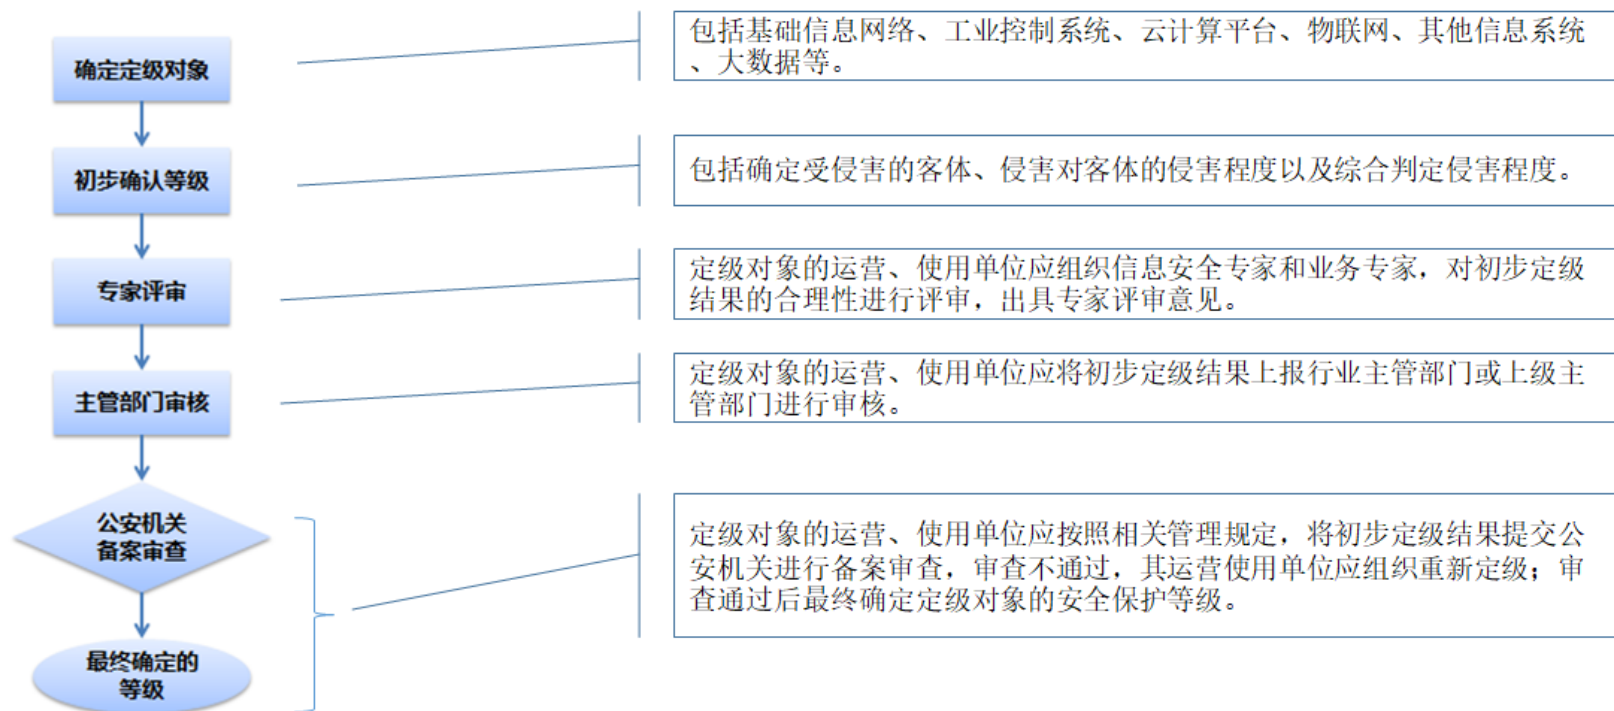 确定定级对象
包括基础信息网络、工业控制系统、云计算平台、物联网、其他信息系统
、大数据等。
初步确认等级
包括确定受侵害的客体、侵害对客体的侵害程度以及综合判定侵害程度。
专家评审
定级对象的运营、使用单位应组织信息安全专家和业务专家，对初步定级
结果的合理性进行评审，出具专家评审意见。
主管部门审核
定级对象的运营、使用单位应将初步定级结果上报行业主管部门或上级主
管部门进行审核。
公安机关
备案审查
定级对象的运营、使用单位应按照相关管理规定，将初步定级结果提交公
安机关进行备案审查，审查不通过，其运营使用单位应组织重新定级；审
查通过后最终确定定级对象的安全保护等级。
最终确定的
等级